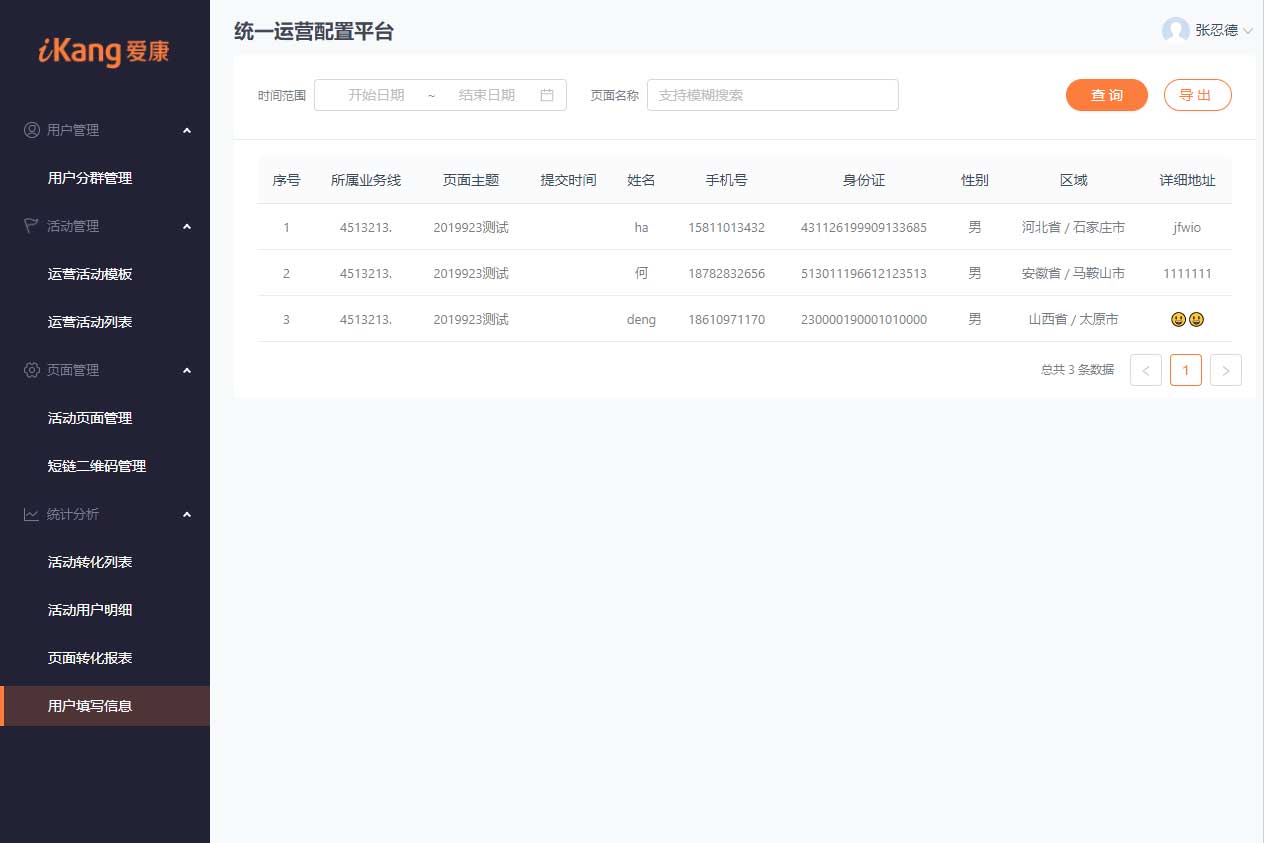 iKang 爱康
用户管理
用户分群管理
活动管理
运营活动模板
运营活动列表
页面管理
活动页面管理
短链二维码管理
统计分析
活动转化列表
活动用户明细
页面转化报表
用户填写信息
统一运营配置平台
张忍德
时间范围 开始日期 ~ 结束日期 页面名称 支持模糊搜索 查 询 导 出
序号 所属业务线 页面主题 提交时间 姓名 手机号 身份证 性别 区域 详细地址
1 4513213. 2019923测试 ha 15811013432 431126199909133685 男 河北省 / 石家庄市 jfwio
2 4513213. 2019923测试 何 18782832656 513011196612123513 男 安徽省 / 马鞍山市 1111111
3 4513213. 2019923测试 deng 18610971170 230000190001010000 男 山西省 / 太原市 😀😀
总共 3 条数据 < 1 >